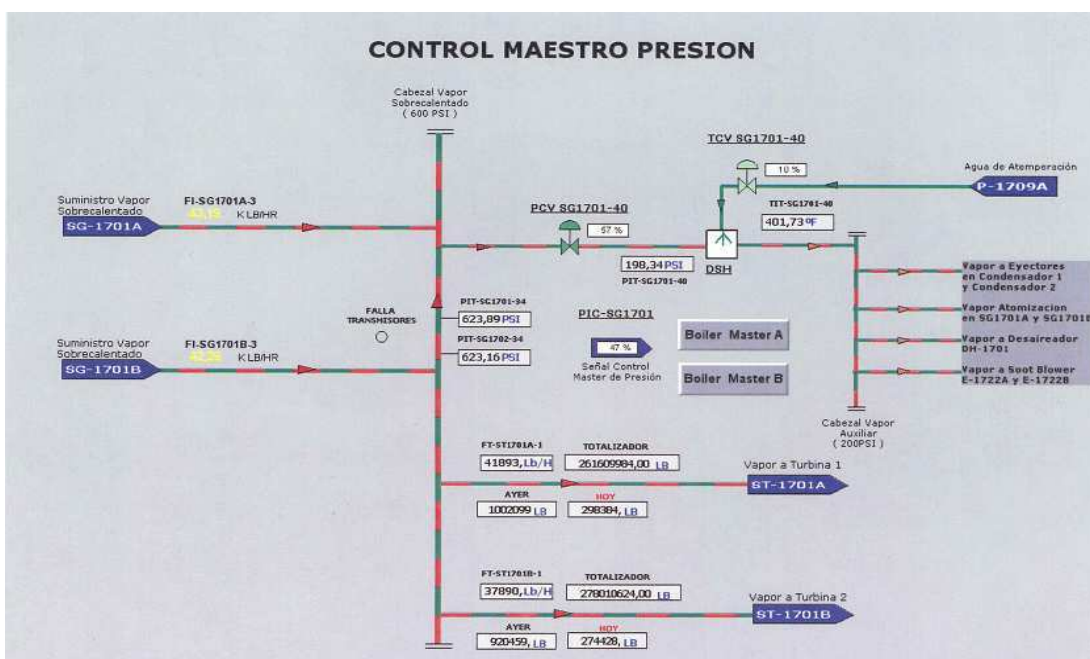 CONTROL MAESTRO PRESION
Cabezal Vapor
Sobrecalentado
( 600 PSI )
TCV SG1701-40
10 %
Agua de Atemperación
P-1709A
Suministro Vapor
Sobrecalentado
SG-1701A
FI-SG1701A-3
K LB/HR
PCV SG1701-40
57 %
TIT-SG1701-40
401,73 ºF
198,34 PSI
PIT-SG1701-40
DSH
Vapor a Eyectores
en Condensador 1
y Condensador 2
Vapor Atomizacion
en SG1701A y SG1701B
Vapor a Desaireador
DH-1701
Vapor a Soot Blower
E-1722A y E-1722B
Cabezal Vapor
Auxiliar
( 200PSI )
FALLA
TRANSMISORES
PIT-SG1701-34
623,89 PSI
PIT-SG1702-34
623,16 PSI
PIC-SG1701
47 %
Señal Control
Master de Presión
Boiler Master A
Boiler Master B
Suministro Vapor
Sobrecalentado
SG-1701B
FI-SG1701B-3
K LB/HR
FT-ST1701A-1
41893, Lb/H
TOTALIZADOR
261609984,00 LB
AYER
1002099 LB
HOY
298384, LB
Vapor a Turbina 1
ST-1701A
FT-ST1701B-1
37890, Lb/H
TOTALIZADOR
278010624,00 LB
AYER
920459, LB
HOY
274428, LB
Vapor a Turbina 2
ST-1701B